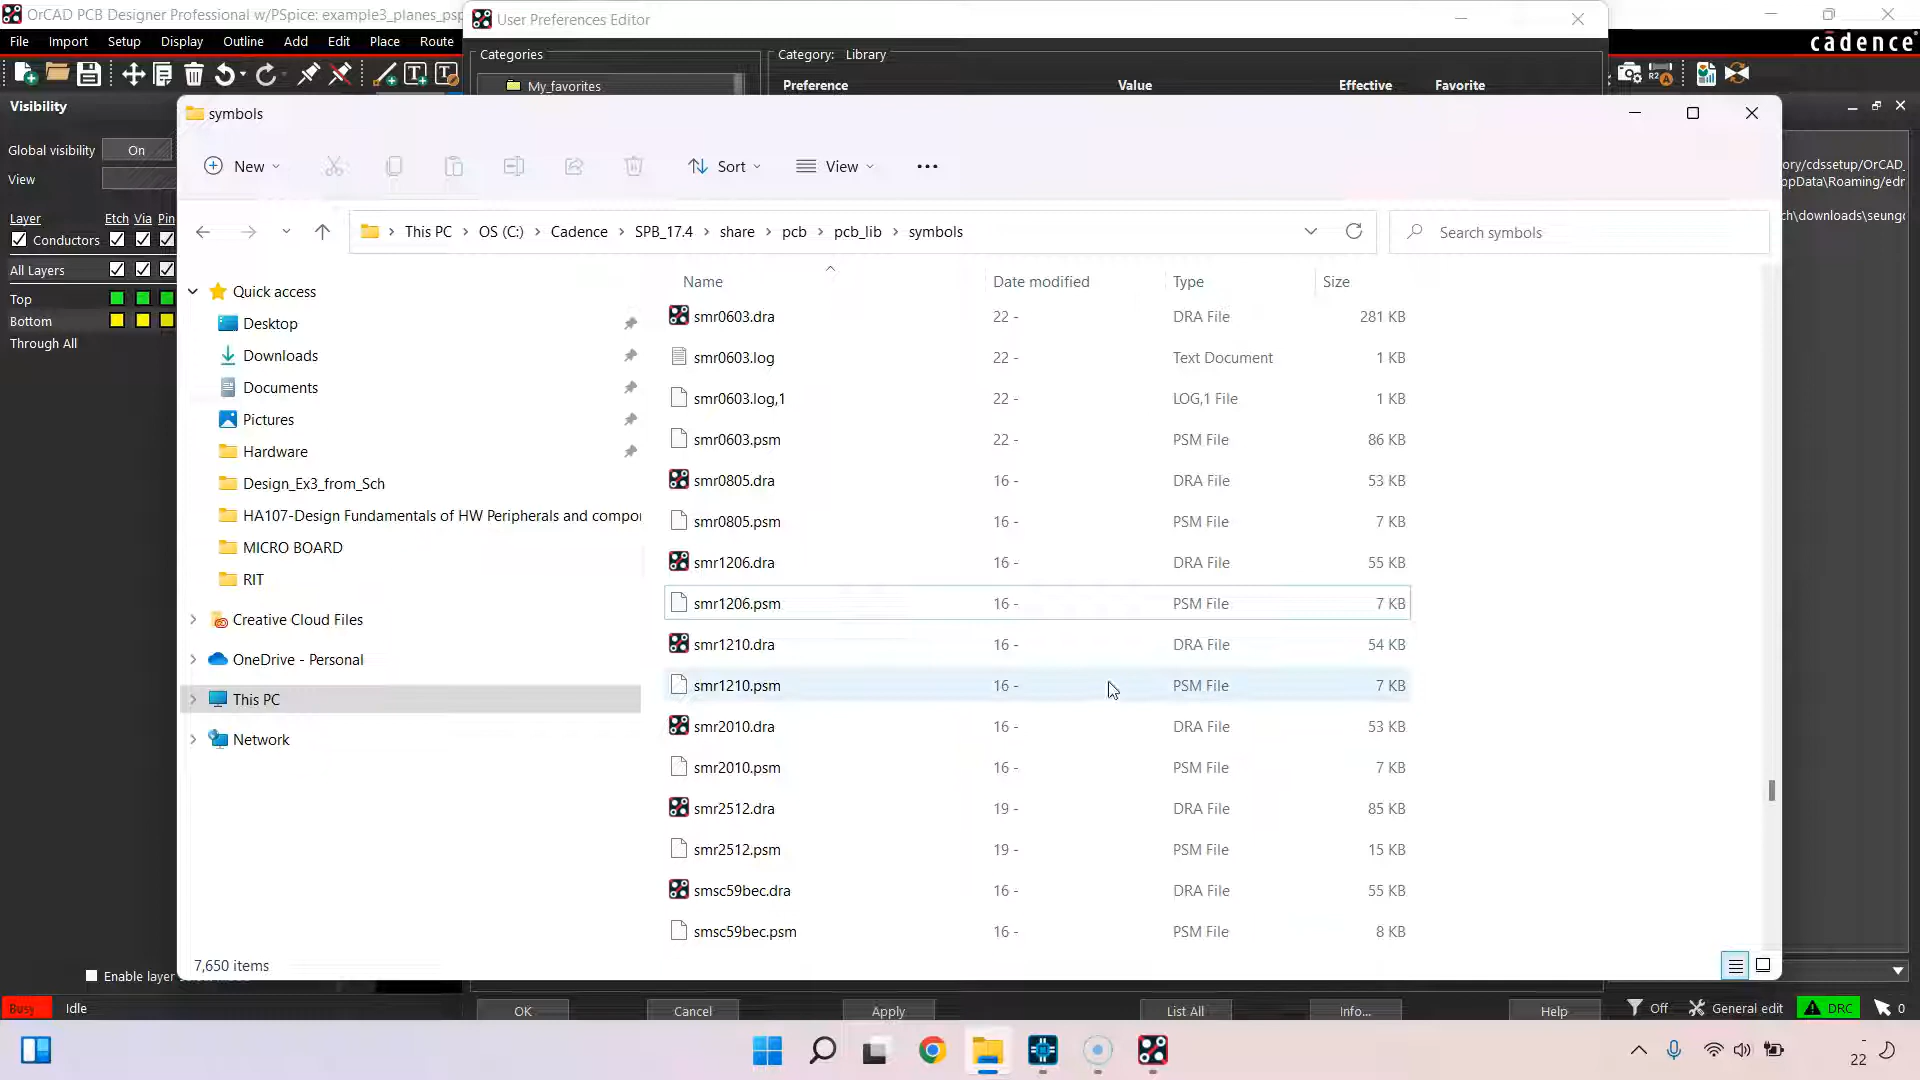 OrCAD PCB Designer Professional w/PSpice: example3_planes_psp
User Preferences Editor
File Import Setup Display Outline Add Edit Place Route
cādence
Categories
Category: Library
My_favorites
Preference Value Effective Favorite
Visibility
Global visibility On
View
Layer Etch Via Pin
Conductors
All Layers
Top
Bottom
Through All
Enable layer
symbols
New Sort View
This PC OS (C:) Cadence SPB_17.4 share pcb pcb_lib symbols
Search symbols
ory/cdssetup/OrCAD_
ppData\Roaming/edr
ch\downloads\seung
Quick access
Desktop
Downloads
Documents
Pictures
Hardware
Design_Ex3_from_Sch
HA107-Design Fundamentals of HW Peripherals and compo
MICRO BOARD
RIT
Creative Cloud Files
OneDrive - Personal
This PC
Network
Name Date modified Type Size
smr0603.dra 22 - DRA File 281 KB
smr0603.log 22 - Text Document 1 KB
smr0603.log,1 22 - LOG,1 File 1 KB
smr0603.psm 22 - PSM File 86 KB
smr0805.dra 16 - DRA File 53 KB
smr0805.psm 16 - PSM File 7 KB
smr1206.dra 16 - DRA File 55 KB
smr1206.psm 16 - PSM File 7 KB
smr1210.dra 16 - DRA File 54 KB
smr1210.psm 16 - PSM File 7 KB
smr2010.dra 16 - DRA File 53 KB
smr2010.psm 16 - PSM File 7 KB
smr2512.dra 19 - DRA File 85 KB
smr2512.psm 19 - PSM File 15 KB
smsc59bec.dra 16 - DRA File 55 KB
smsc59bec.psm 16 - PSM File 8 KB
7,650 items
Busy Idle
OK Cancel Apply List All Info... Help
Off General edit DRC 0
22